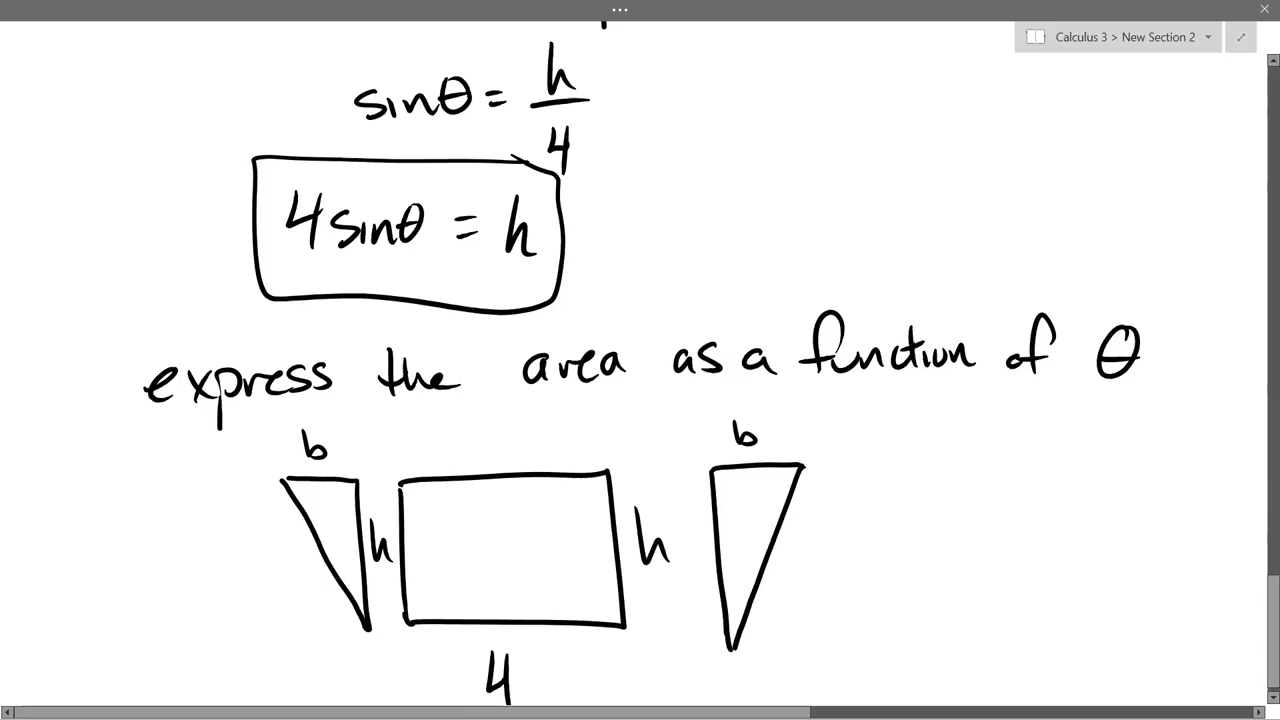 Calculus 3 > New Section 2
sinθ = h/4
4sinθ = h
express the area as a function of θ
b b
h h
4